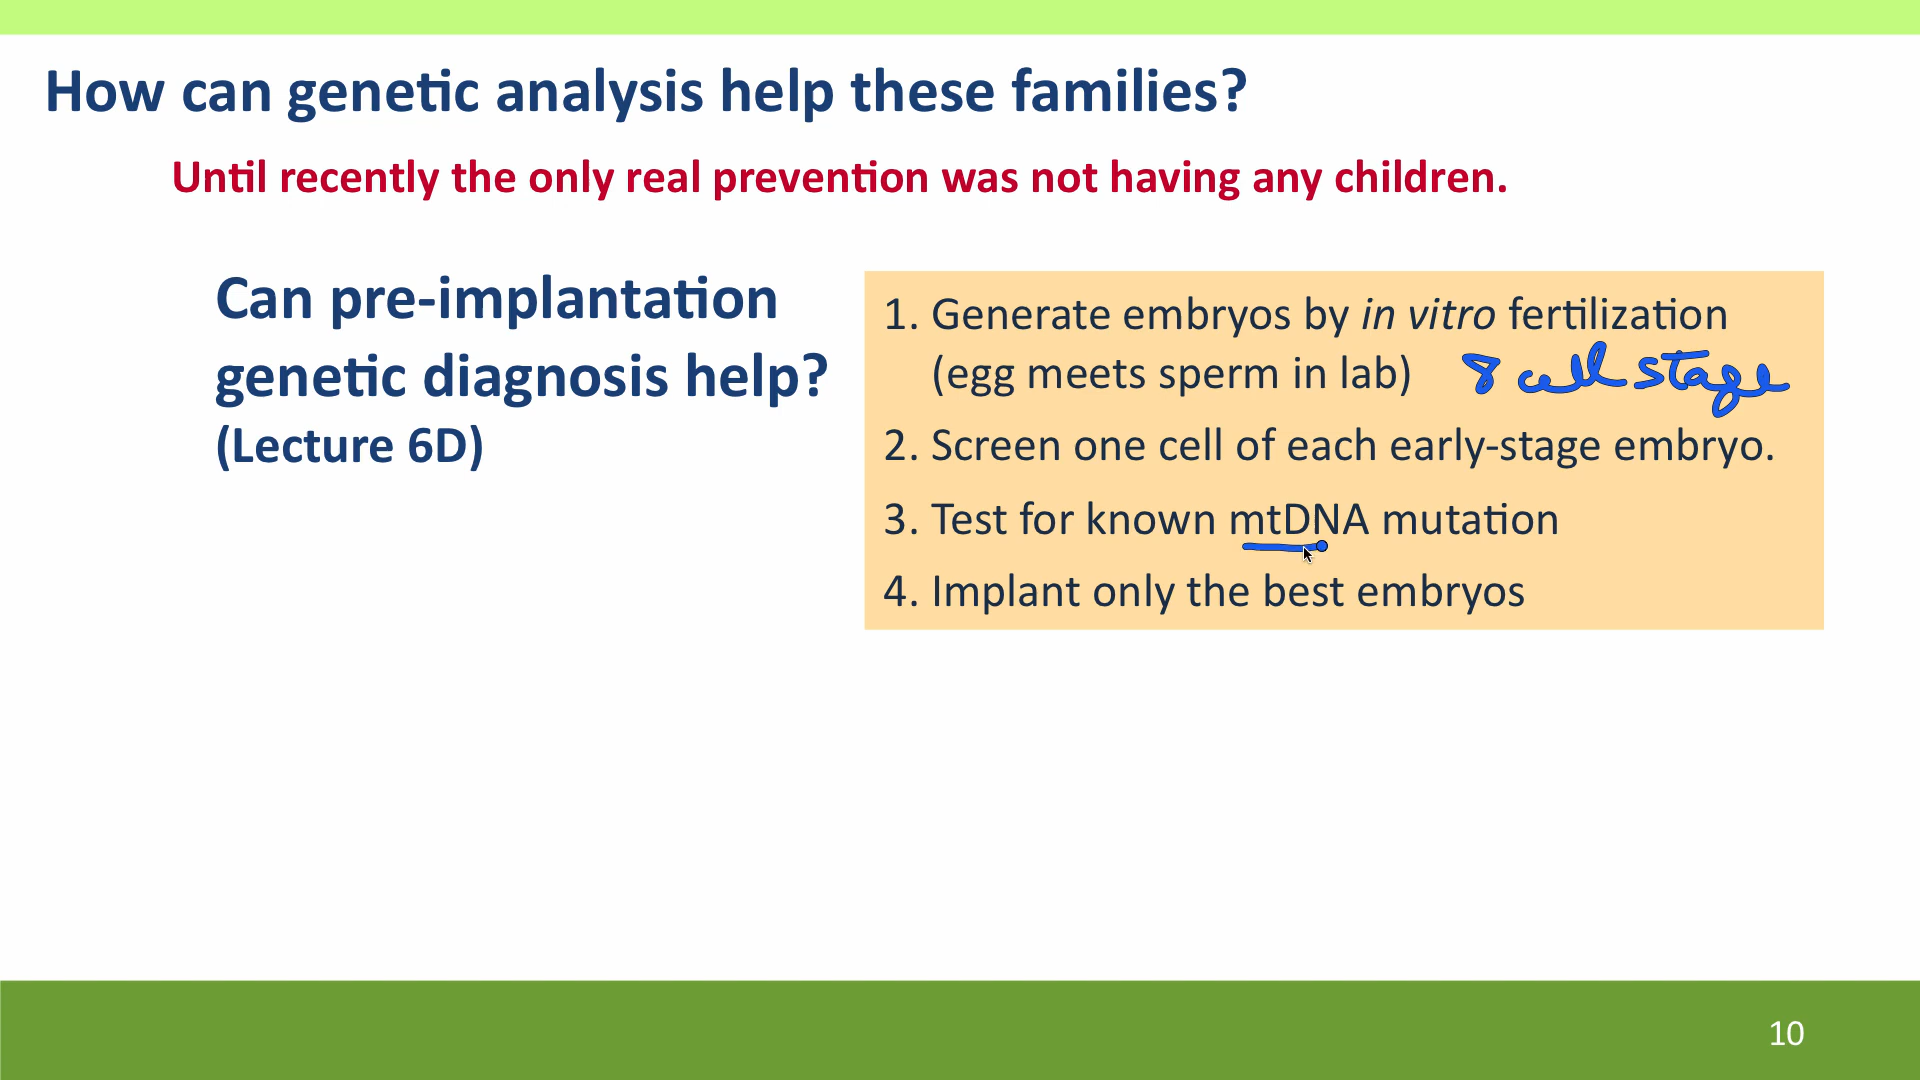 How can genetic analysis help these families?
Until recently the only real prevention was not having any children.
Can pre-implantation
genetic diagnosis help?
(Lecture 6D)
1. Generate embryos by in vitro fertilization
(egg meets sperm in lab)
8 cell stage
2. Screen one cell of each early-stage embryo.
3. Test for known mtDNA mutation
4. Implant only the best embryos
10